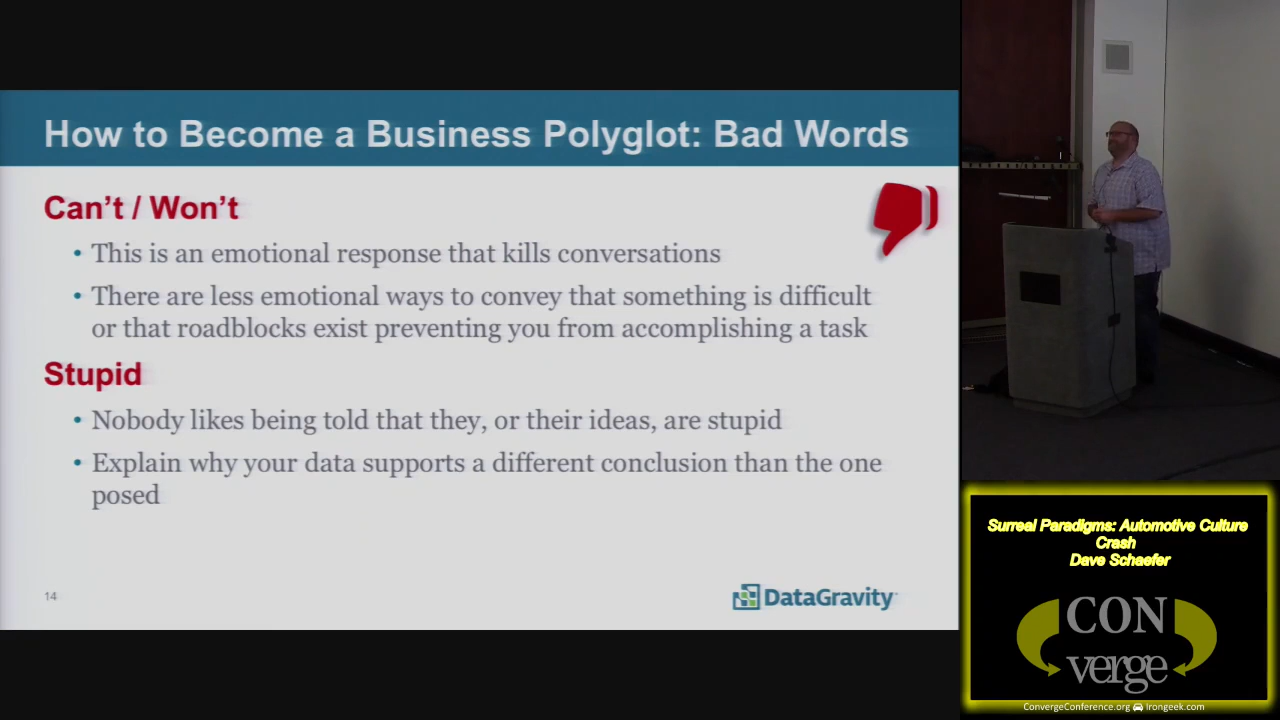 How to Become a Business Polyglot: Bad Words
Can't / Won't
• This is an emotional response that kills conversations
• There are less emotional ways to convey that something is difficult
or that roadblocks exist preventing you from accomplishing a task
Stupid
• Nobody likes being told that they, or their ideas, are stupid
• Explain why your data supports a different conclusion than the one
posed
14
DataGravity
Surreal Paradigms: Automotive Culture
Crash
Dave Schaefer
CON
verge
ConvergeConference.org Irongeek.com